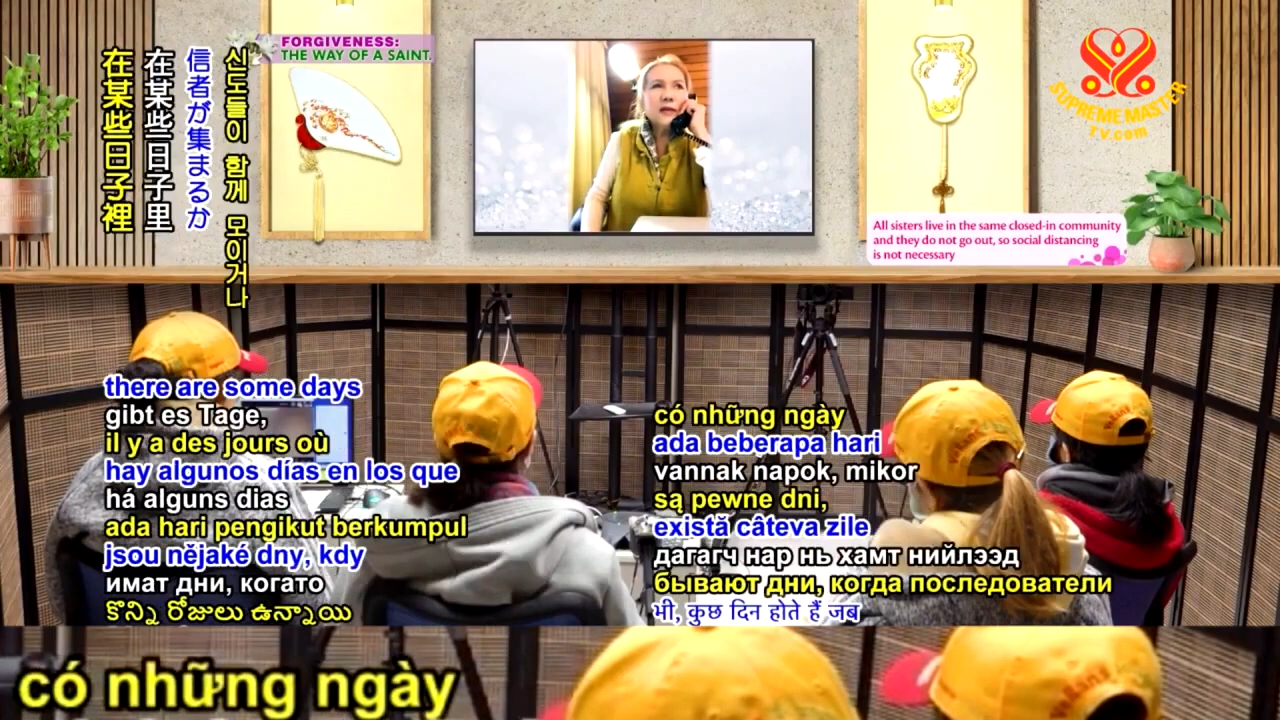 FORGIVENESS:
THE WAY OF A SAINT.
SUPREME MASTER
TV.com
在某些日子裡
在某些日子里
信者が集まるか
신도들이 함께 모이거나
All sisters live in the same closed-in community
and they do not go out, so social distancing
is not necessary
there are some days
gibt es Tage,
il y a des jours où
hay algunos días en los que
há alguns dias
ada hari pengikut berkumpul
jsou nějaké dny, kdy
имат дни, когато
కొన్ని రోజులు ఉన్నాయి
có những ngày
ada beberapa hari
vannak napok, mikor
są pewne dni,
există câteva zile
дагагч нар нь хамт нийлээд
бывают дни, когда последователи
भी, कुछ दिन होते हैं जब
có những ngày